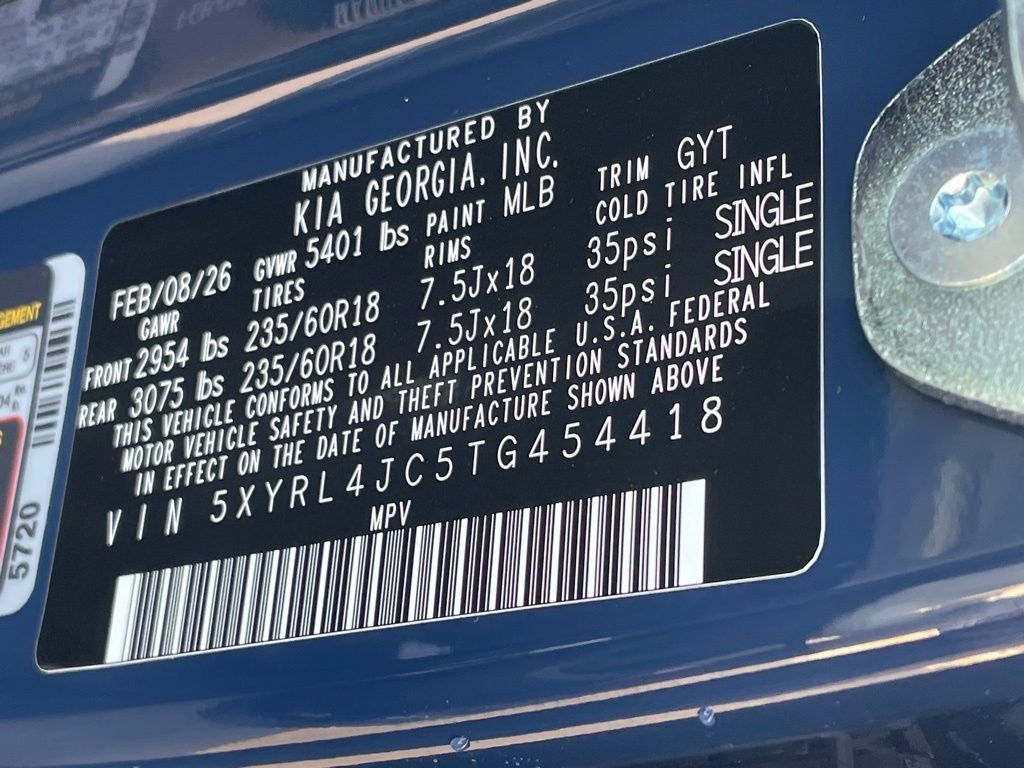 MANUFACTURED BY
KIA GEORGIA, INC.
FEB/08/26 GVWR 5401 lbs PAINT MLB TRIM GYT
GAWR TIRES RIMS COLD TIRE INFL
FRONT 2954 lbs 235/60R18 7.5Jx18 35psi SINGLE
REAR 3075 lbs 235/60R18 7.5Jx18 35psi SINGLE
THIS VEHICLE CONFORMS TO ALL APPLICABLE U.S.A. FEDERAL
MOTOR VEHICLE SAFETY AND THEFT PREVENTION STANDARDS
IN EFFECT ON THE DATE OF MANUFACTURE SHOWN ABOVE
VIN 5XYRL4JC5TG454418
MPV
5720